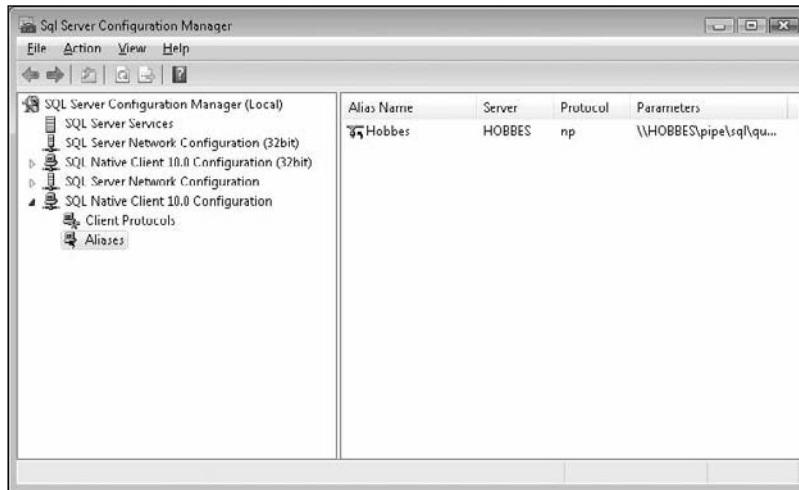 Sql Server Configuration Manager
File Action View Help
SQL Server Configuration Manager (Local)
SQL Server Services
SQL Server Network Configuration (32bit)
SQL Native Client 10.0 Configuration (32bit)
SQL Server Network Configuration
SQL Native Client 10.0 Configuration
Client Protocols
Aliases
Alias Name Server Protocol Parameters
Hobbes HOBBES np \\HOBBES\pipe\sql\qu...